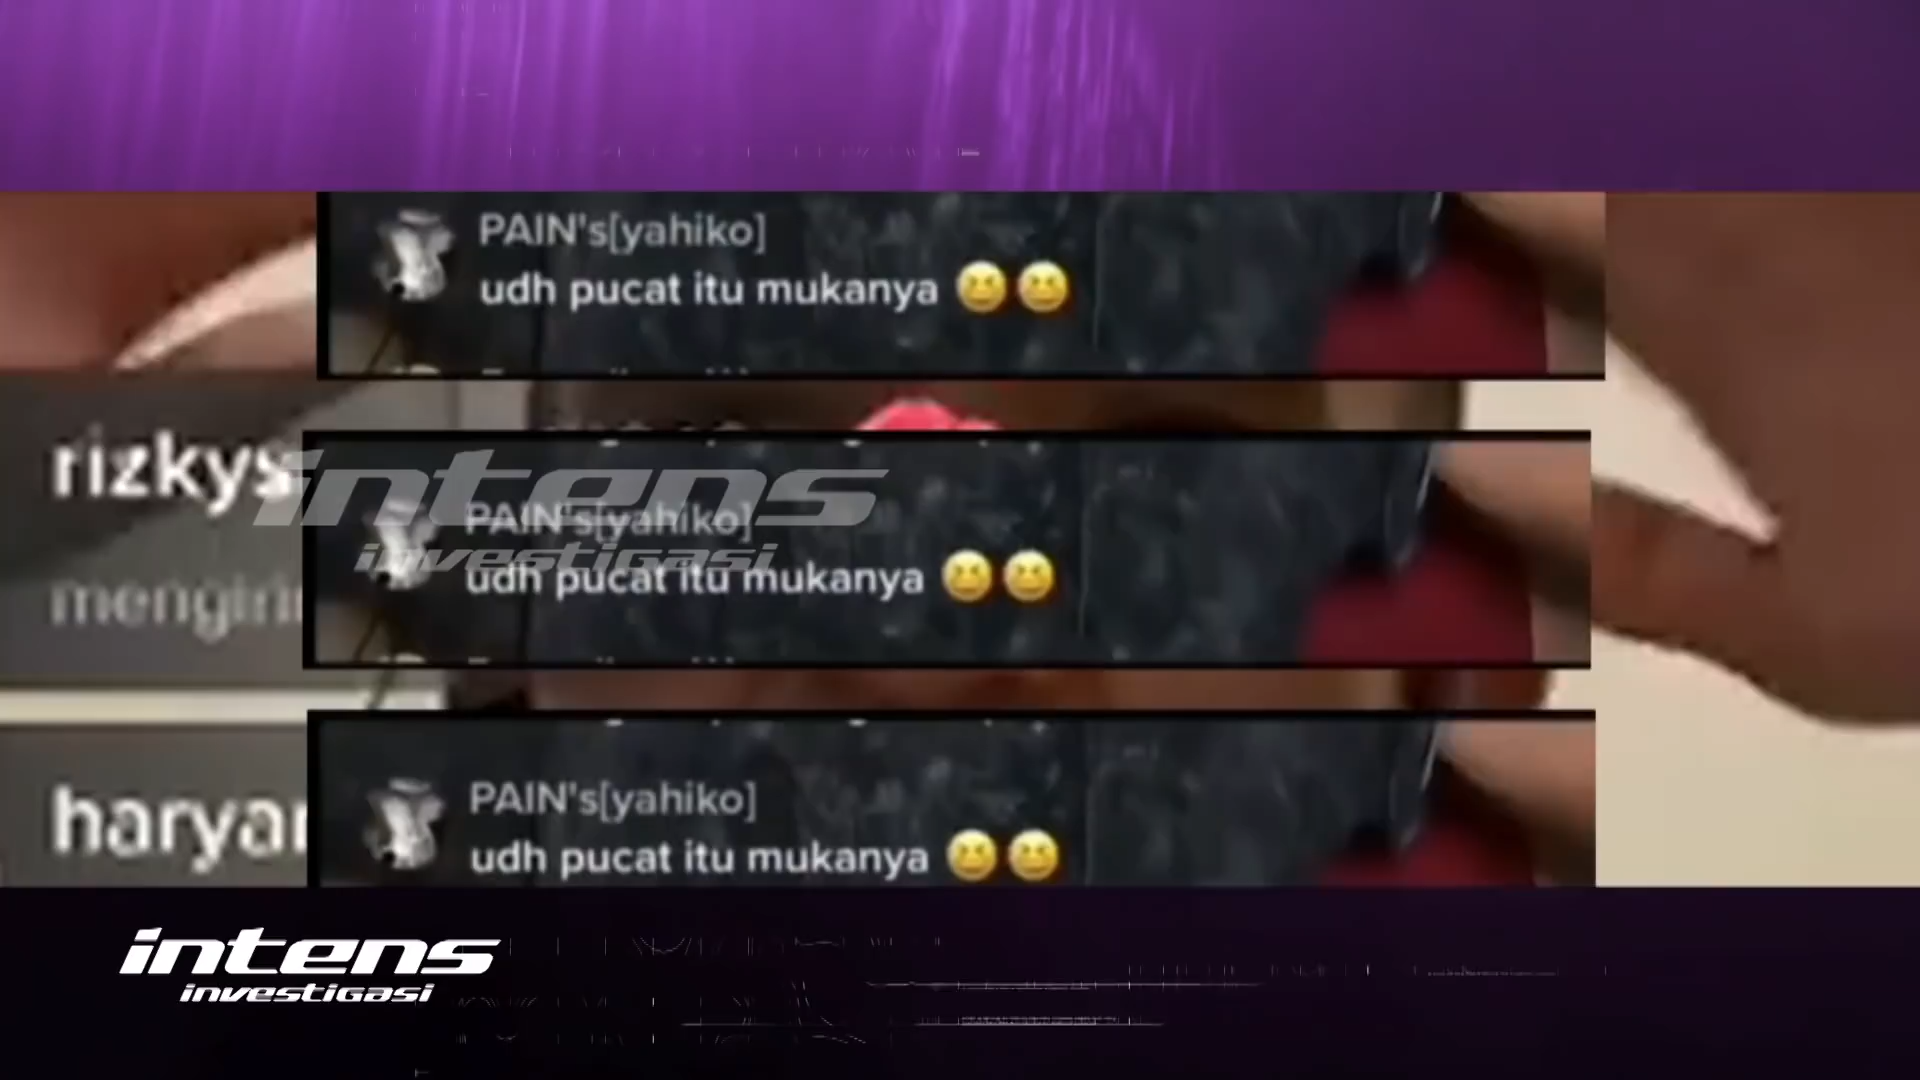 PAIN's[yahiko]
udh pucat itu mukanya 😆😆
rizkys
intens
investigasi
PAIN's[yahiko]
udh pucat itu mukanya 😆😆
PAIN's[yahiko]
udh pucat itu mukanya 😆😆
intens
investigasi